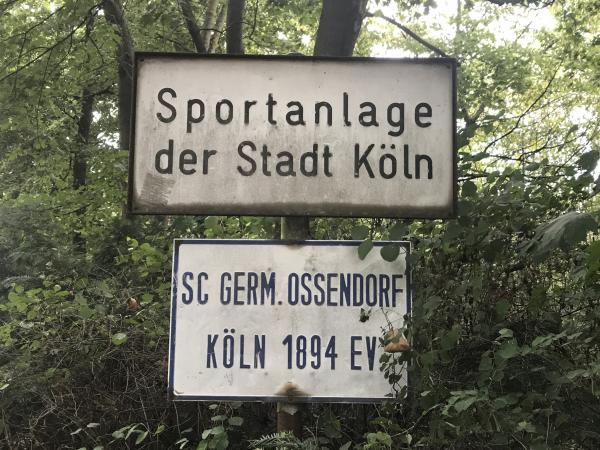 Sportanlage
der Stadt Köln
SC GERM. OSSENDORF
KÖLN 1894 EV